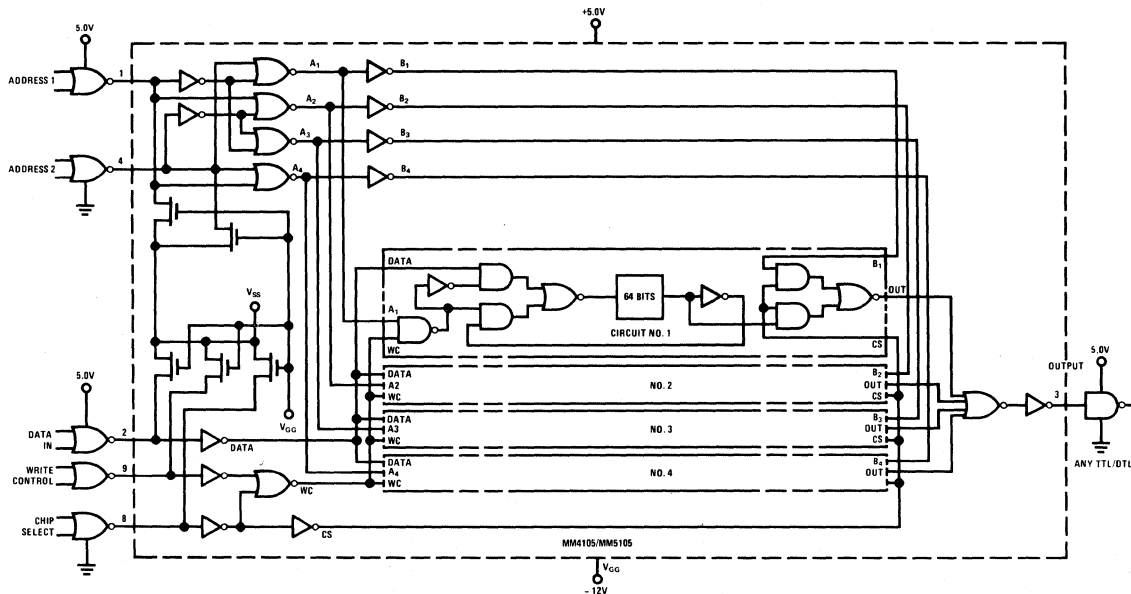 +5.0V
5.0V
ADDRESS 1
1
A1
B1
A2
B2
A3
B3
ADDRESS 2
4
A4
B4
VSS
VGG
DATA
A1
WC
64 BITS
CIRCUIT NO. 1
B1
OUT
CS
DATA
A2
WC
NO. 2
B2
OUT
CS
DATA
A3
WC
NO. 3
B3
OUT
CS
DATA
A4
WC
NO. 4
B4
OUT
5.0V
DATA
IN
2
DATA
WRITE
CONTROL
9
WC
CHIP
SELECT
8
CS
OUTPUT
3
5.0V
ANY TTL/DTL
MM4105/MM5105
VGG
- 12V